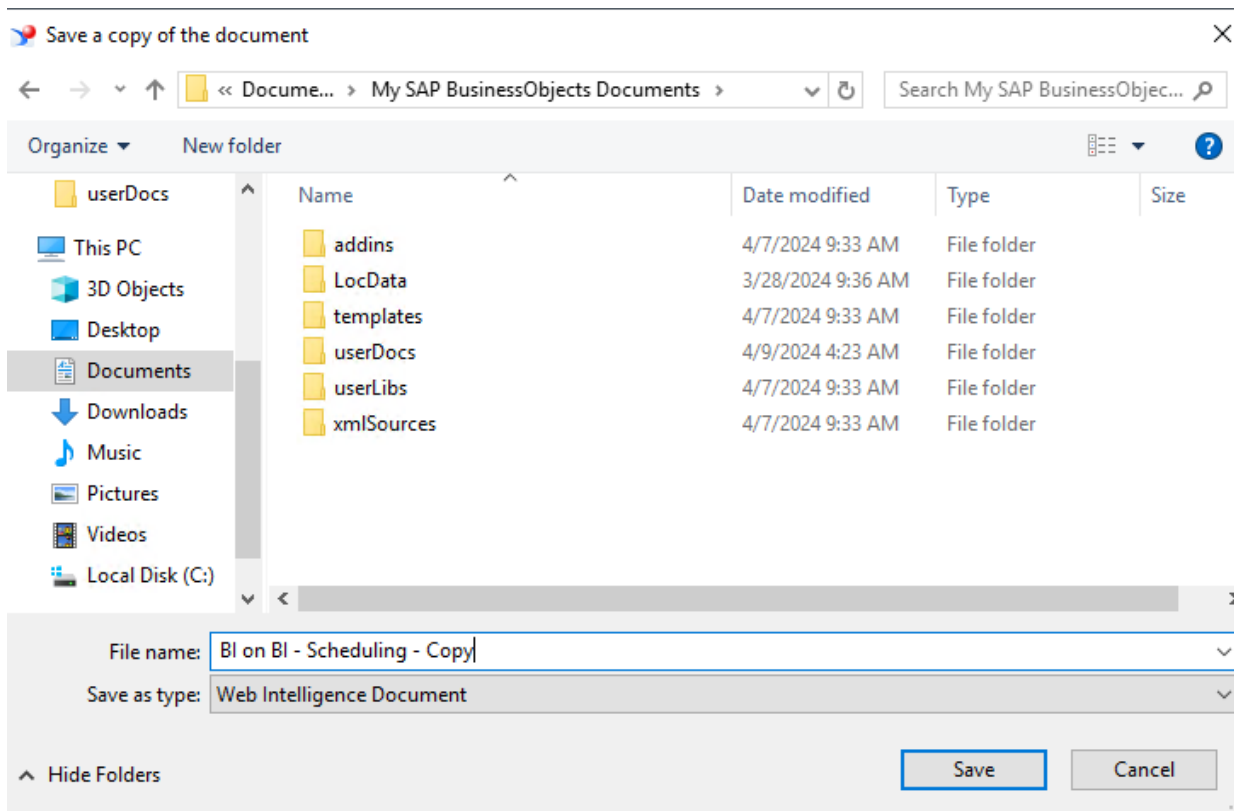 Save a copy of the document
« Docume... › My SAP BusinessObjects Documents ›
Search My SAP BusinessObjec...
Organize
New folder
userDocs
This PC
3D Objects
Desktop
Documents
Downloads
Music
Pictures
Videos
Local Disk (C:)
Name Date modified Type Size
addins 4/7/2024 9:33 AM File folder
LocData 3/28/2024 9:36 AM File folder
templates 4/7/2024 9:33 AM File folder
userDocs 4/9/2024 4:23 AM File folder
userLibs 4/7/2024 9:33 AM File folder
xmlSources 4/7/2024 9:33 AM File folder
File name: BI on BI - Scheduling - Copy
Save as type: Web Intelligence Document
Hide Folders
Save
Cancel